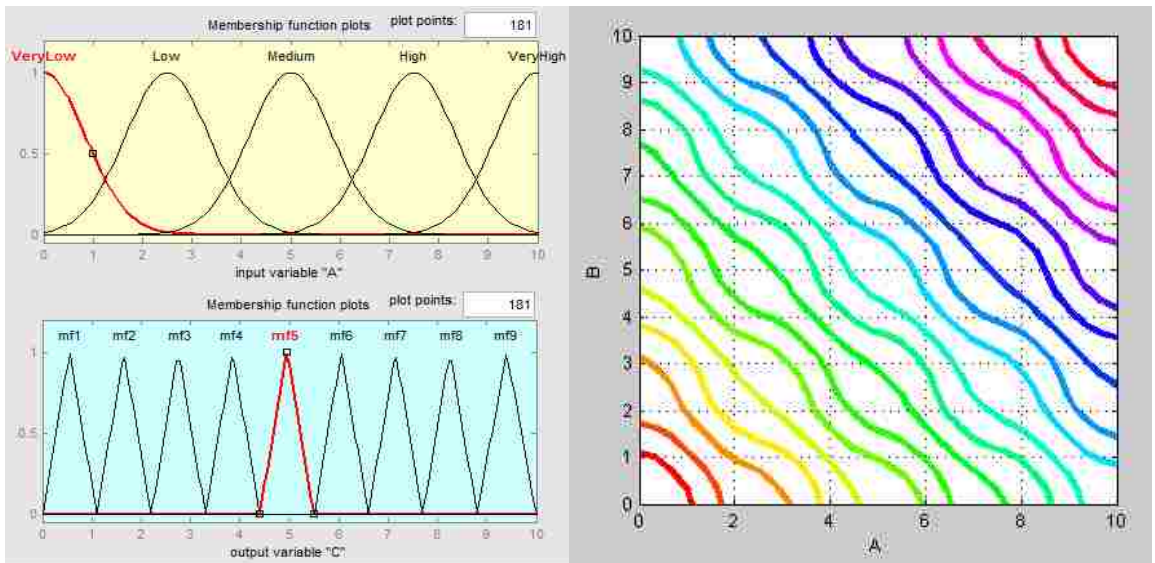 Membership function plots plot points: 181
VeryLow Low Medium High VeryHigh
1
0.5
0
0 1 2 3 4 5 6 7 8 9 10
input variable "A"
Membership function plots plot points: 181
mf1 mf2 mf3 mf4 mf5 mf6 mf7 mf8 mf9
1
0.5
0
0 1 2 3 4 5 6 7 8 9 10
output variable "C"
10
9
8
7
6
5
4
3
2
1
0
B
0 2 4 6 8 10
A